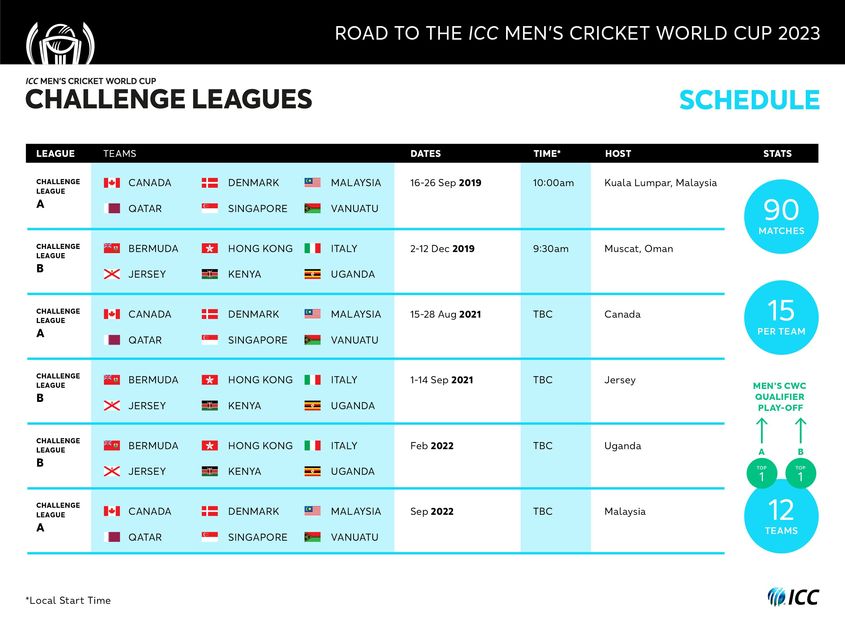 ROAD TO THE ICC MEN'S CRICKET WORLD CUP 2023
ICC MEN'S CRICKET WORLD CUP
CHALLENGE LEAGUES
SCHEDULE
LEAGUE TEAMS DATES TIME* HOST STATS
CHALLENGE
LEAGUE
A
CANADA DENMARK MALAYSIA
QATAR SINGAPORE VANUATU
16-26 Sep 2019
10:00am
Kuala Lumpar, Malaysia
CHALLENGE
LEAGUE
B
BERMUDA HONG KONG ITALY
JERSEY KENYA UGANDA
2-12 Dec 2019
9:30am
Muscat, Oman
CHALLENGE
LEAGUE
A
CANADA DENMARK MALAYSIA
QATAR SINGAPORE VANUATU
15-28 Aug 2021
TBC
Canada
CHALLENGE
LEAGUE
B
BERMUDA HONG KONG ITALY
JERSEY KENYA UGANDA
1-14 Sep 2021
TBC
Jersey
CHALLENGE
LEAGUE
B
BERMUDA HONG KONG ITALY
JERSEY KENYA UGANDA
Feb 2022
TBC
Uganda
CHALLENGE
LEAGUE
A
CANADA DENMARK MALAYSIA
QATAR SINGAPORE VANUATU
Sep 2022
TBC
Malaysia
90
MATCHES
15
PER TEAM
MEN'S CWC
QUALIFIER
PLAY-OFF
A B
TOP TOP
1 1
12
TEAMS
*Local Start Time
ICC